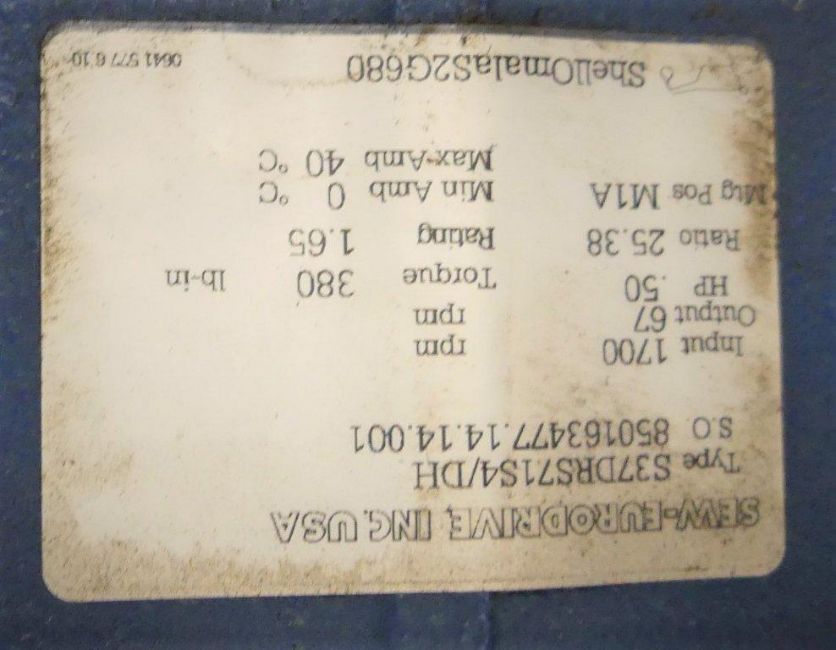 SEW-EURODRIVE, INC. USA
Type S37DRS71S4/DH
S.O 850163477.14.14.001
Input 1700 rpm
Output 67 rpm
HP .50 Torque 380 lb-in
Ratio 25.38 Rating 1.65
Mtg Pos M1A Min Amb 0 °C
Max Amb 40 °C
ShellOmalaS2G680 0641 577 6.10